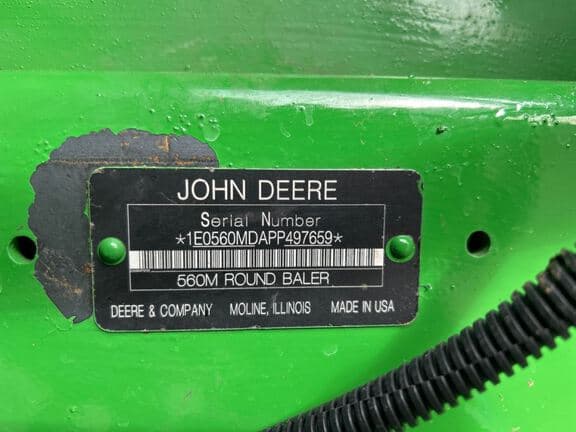 JOHN DEERE
Serial Number
*1E0560MDAPP497659*
560M ROUND BALER
DEERE & COMPANY MOLINE, ILLINOIS MADE IN USA